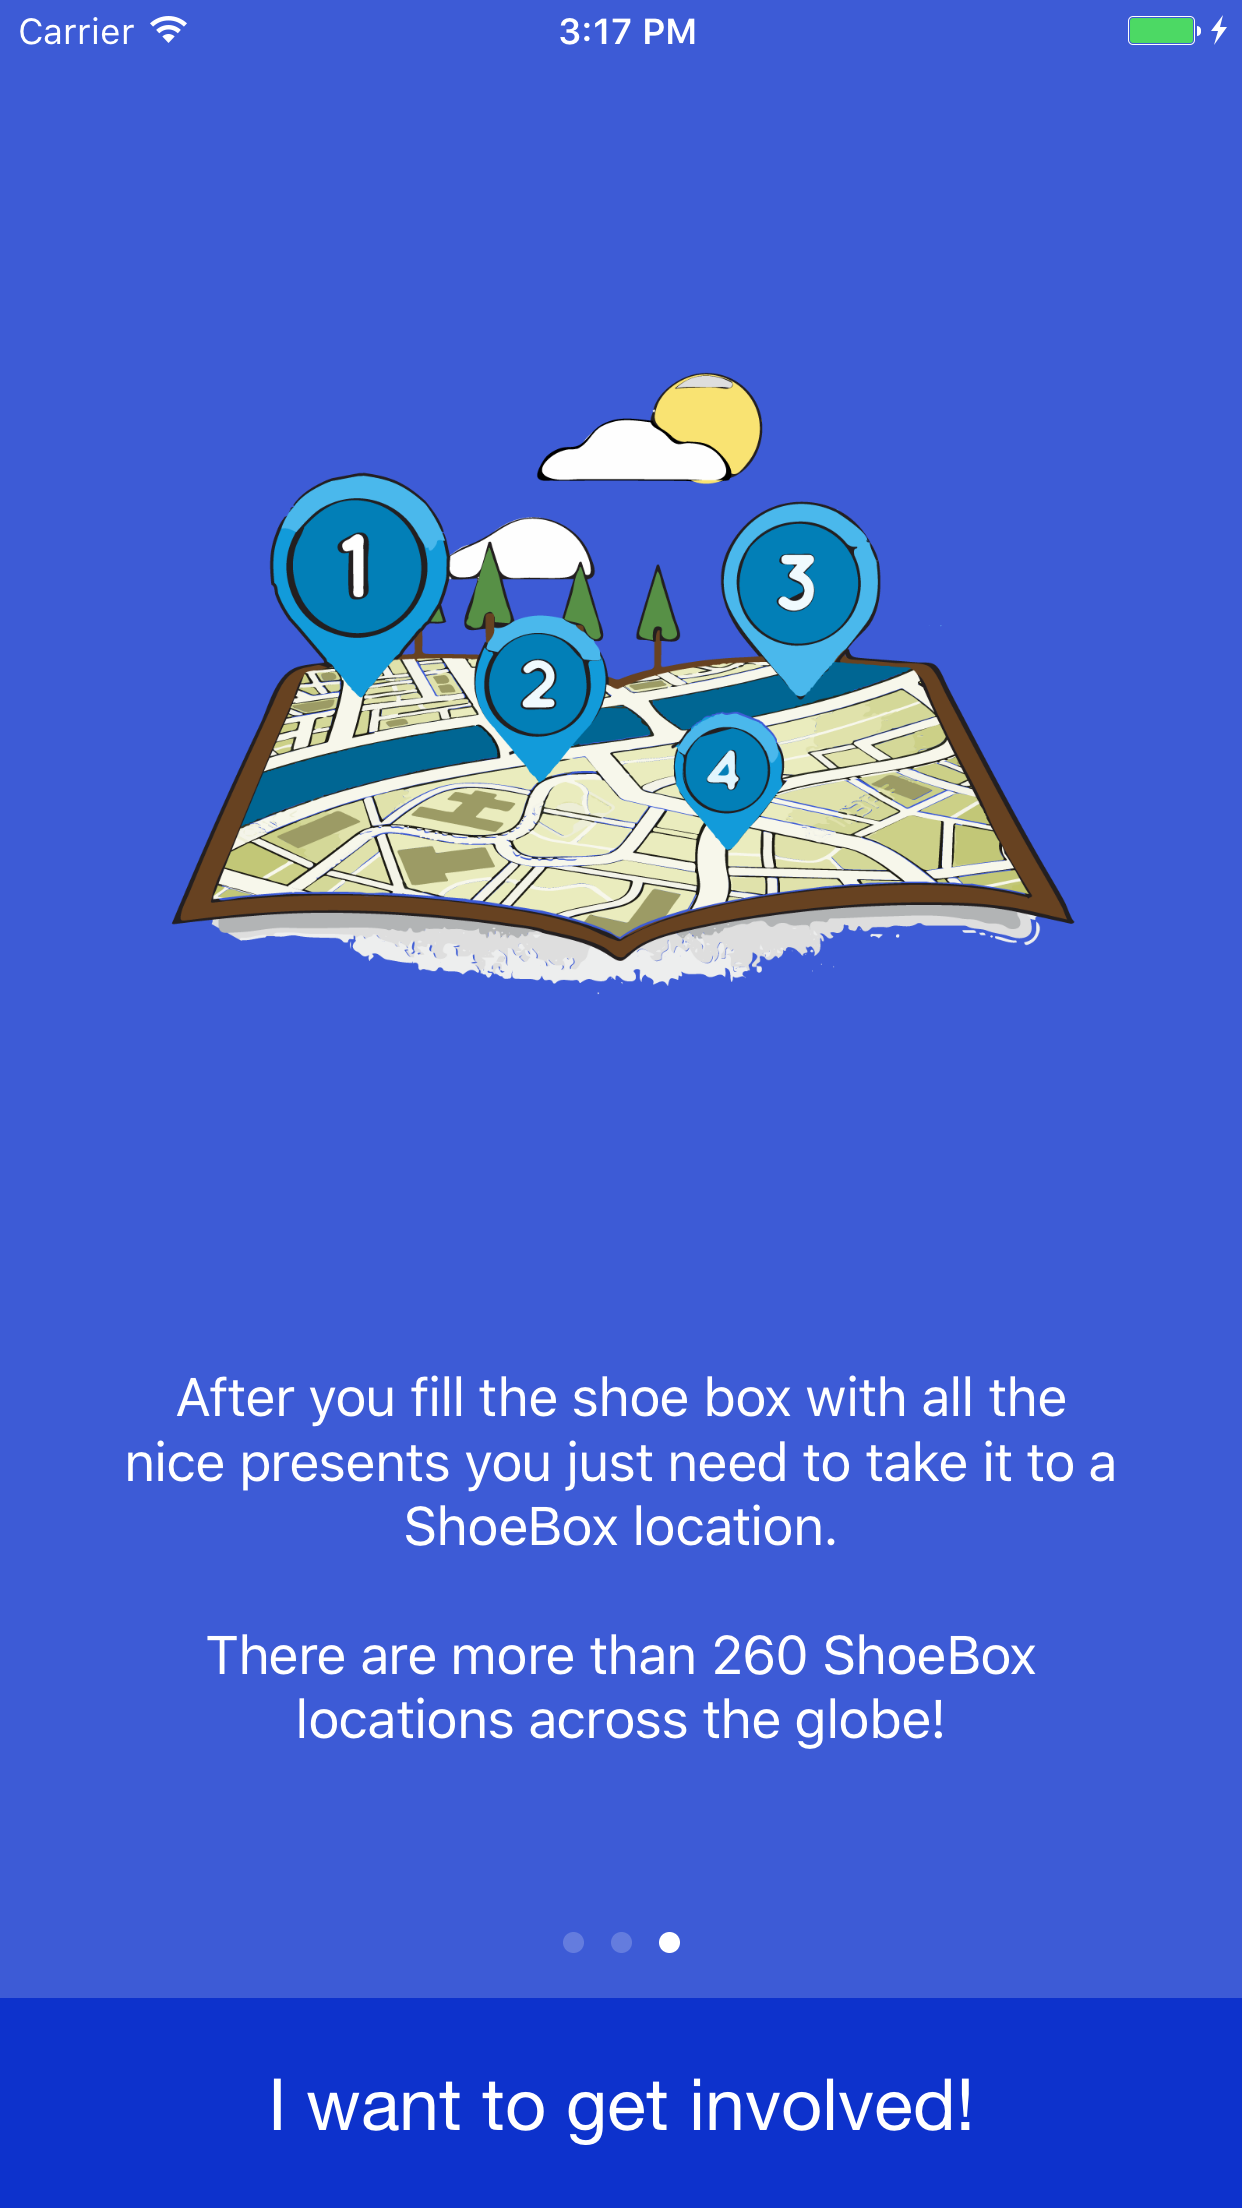 Carrier 3:17 PM
1
3
2
4
After you fill the shoe box with all the
nice presents you just need to take it to a
ShoeBox location.
There are more than 260 ShoeBox
locations across the globe!
I want to get involved!